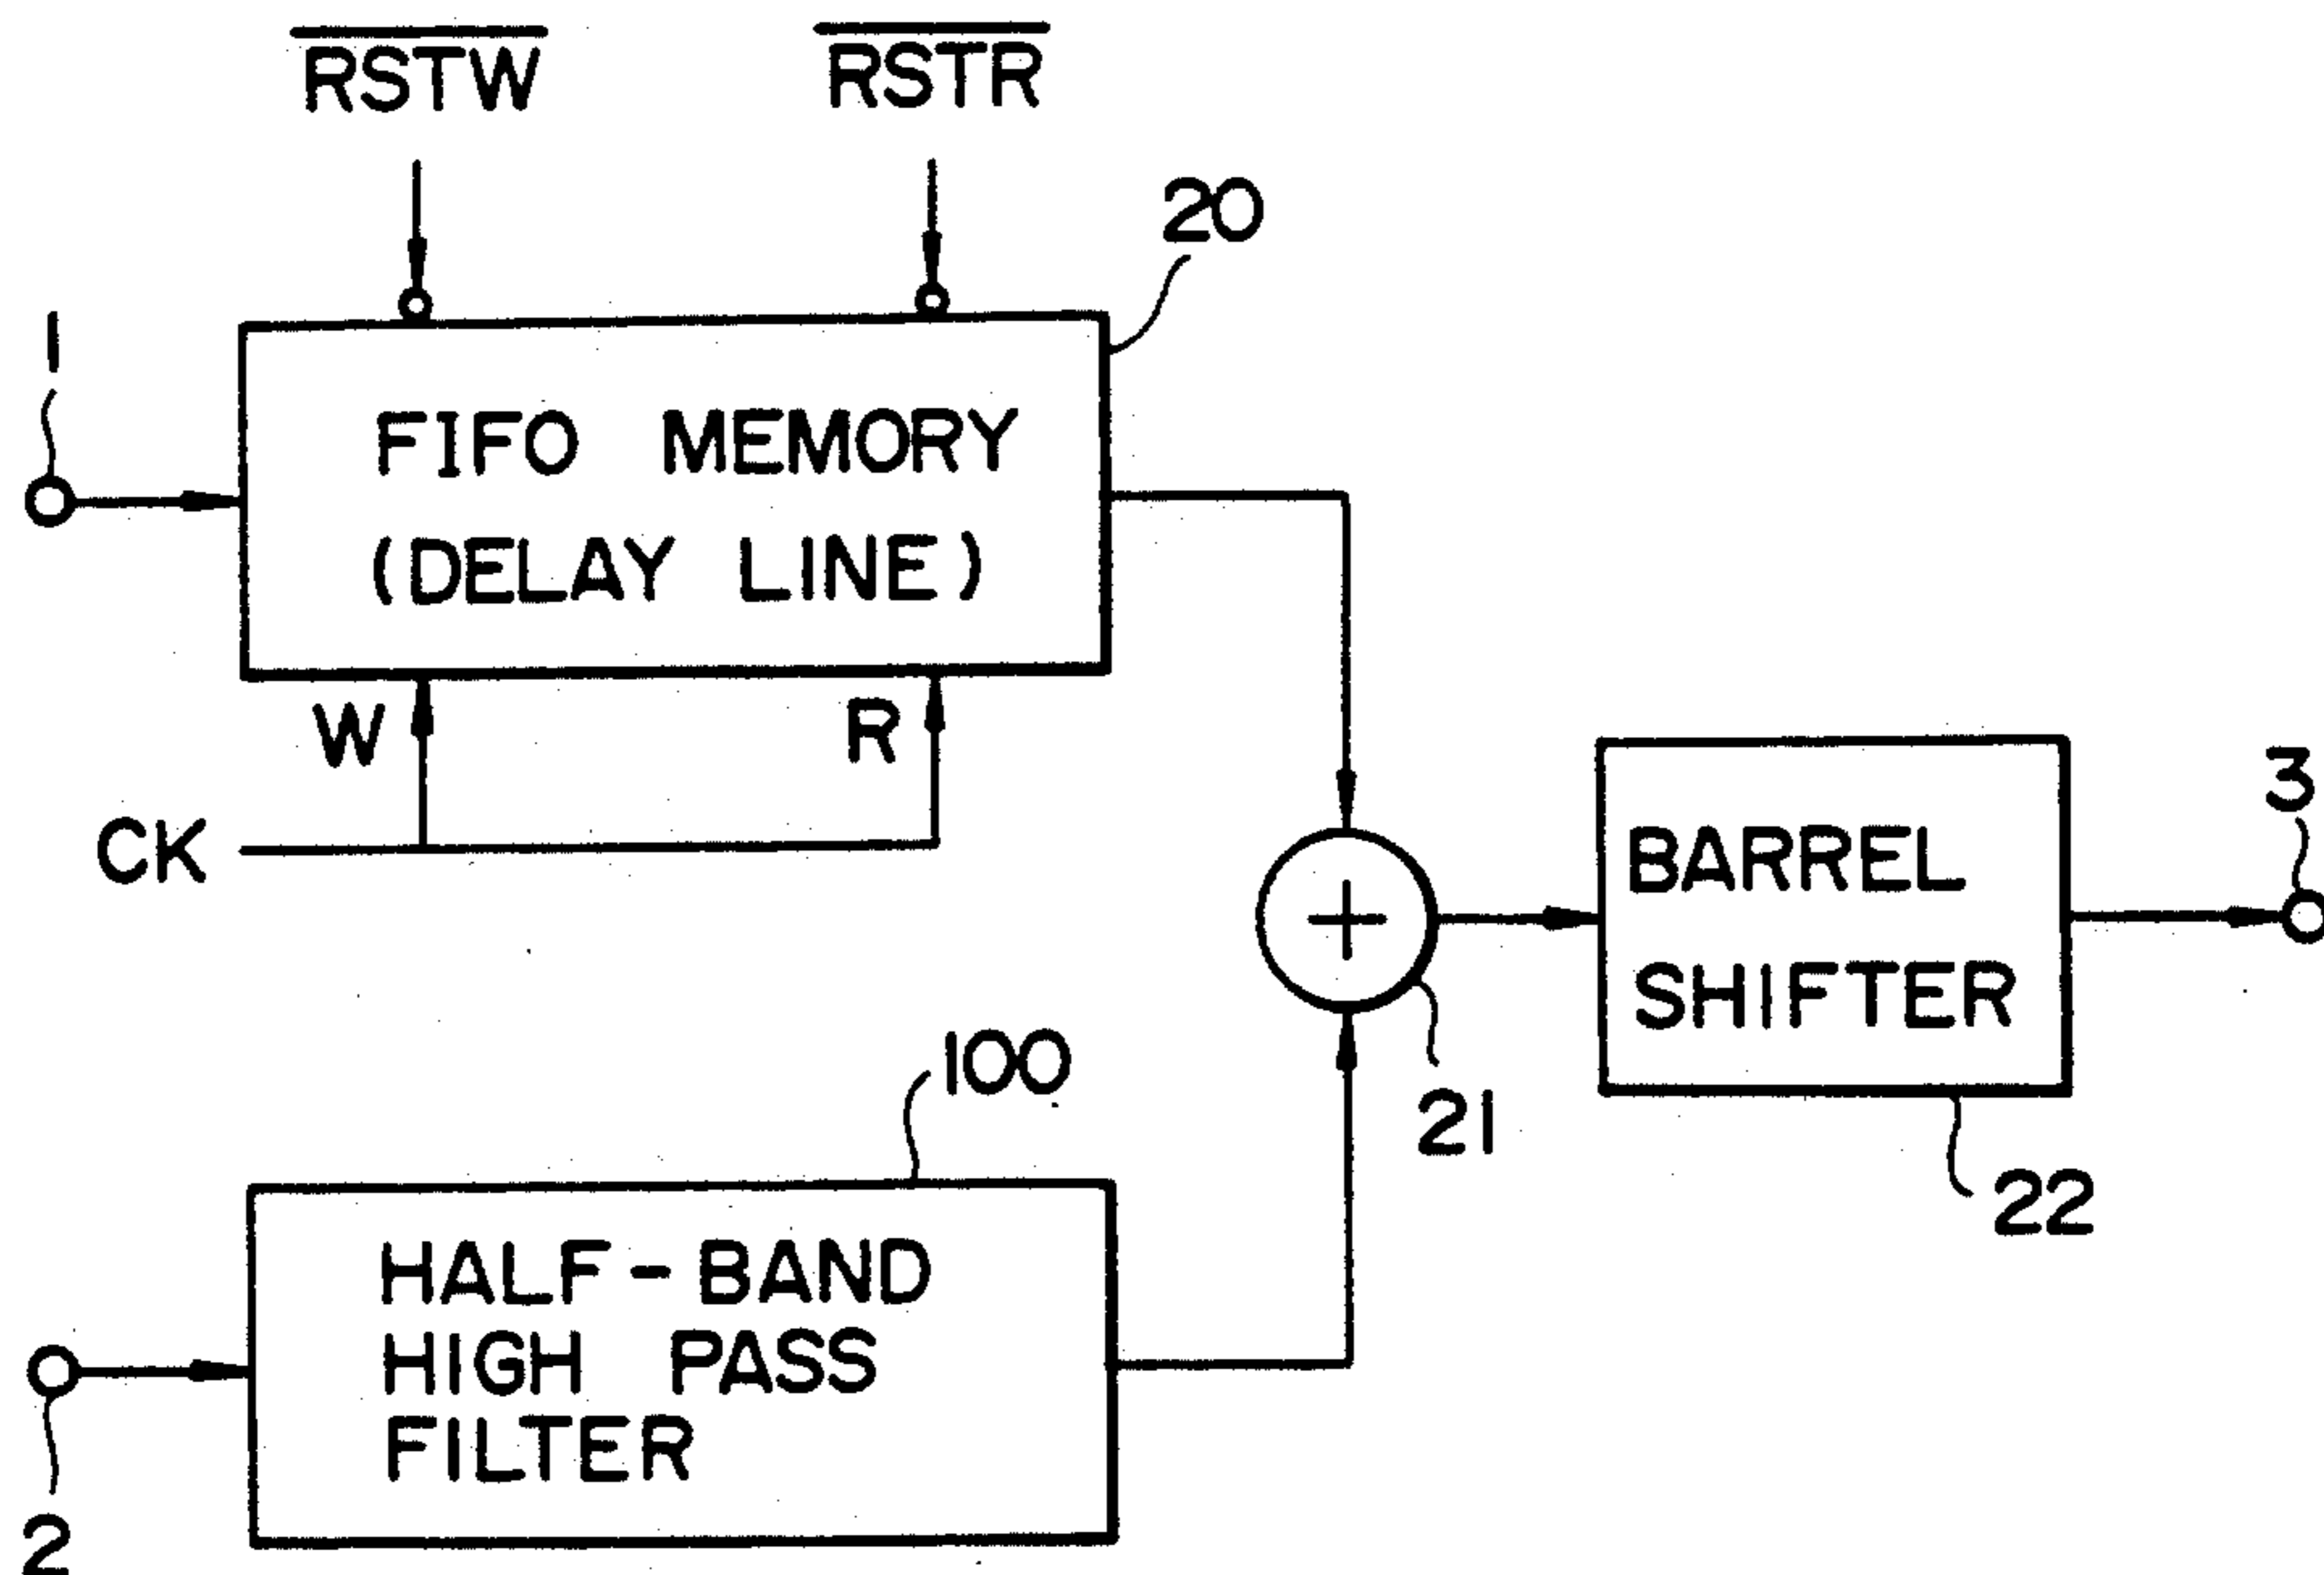 RSTW
RSTR
20
1
FIFO MEMORY
(DELAY LINE)
W
R
CK
3
BARREL
SHIFTER
100
21
22
HALF-BAND
HIGH PASS
FILTER
2